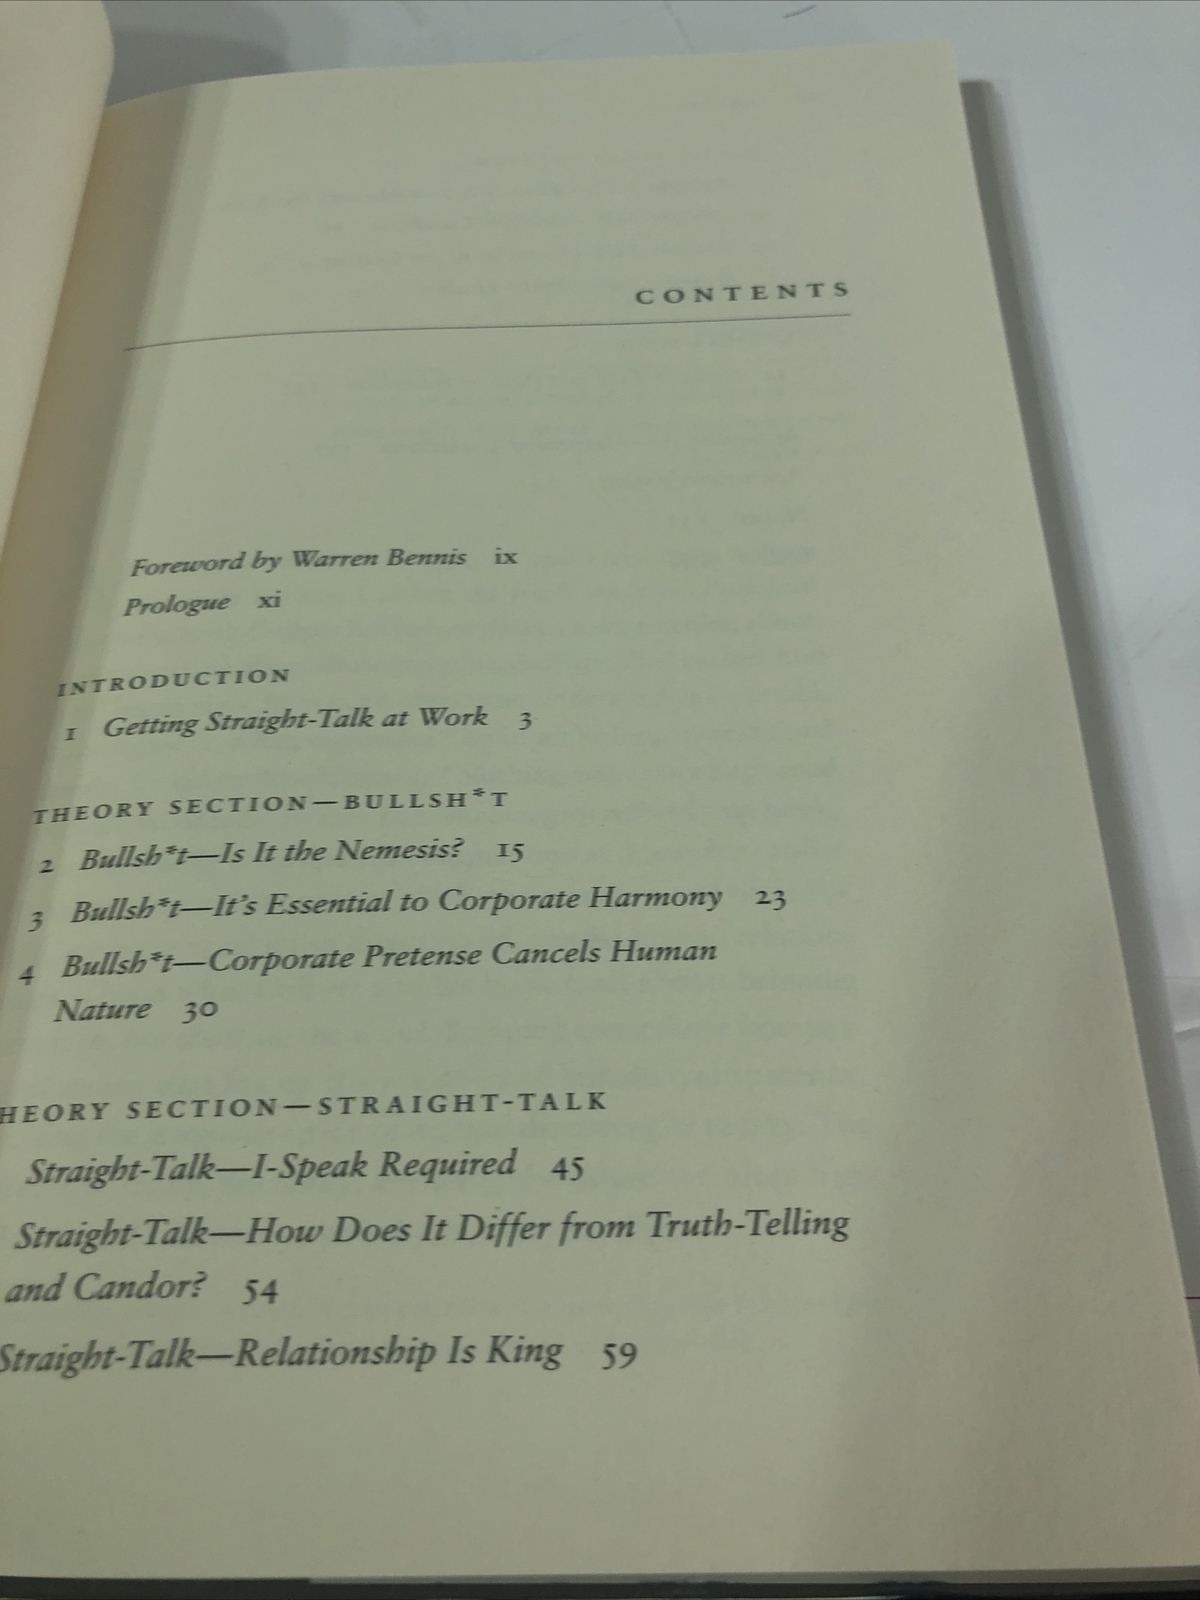 CONTENTS
Foreword by Warren Bennis ix
Prologue xi
INTRODUCTION
1 Getting Straight-Talk at Work 3
THEORY SECTION—BULLSH*T
2 Bullsh*t—Is It the Nemesis? 15
3 Bullsh*t—It's Essential to Corporate Harmony 23
4 Bullsh*t—Corporate Pretense Cancels Human
Nature 30
HEORY SECTION—STRAIGHT-TALK
Straight-Talk—I-Speak Required 45
Straight-Talk—How Does It Differ from Truth-Telling
and Candor? 54
Straight-Talk—Relationship Is King 59